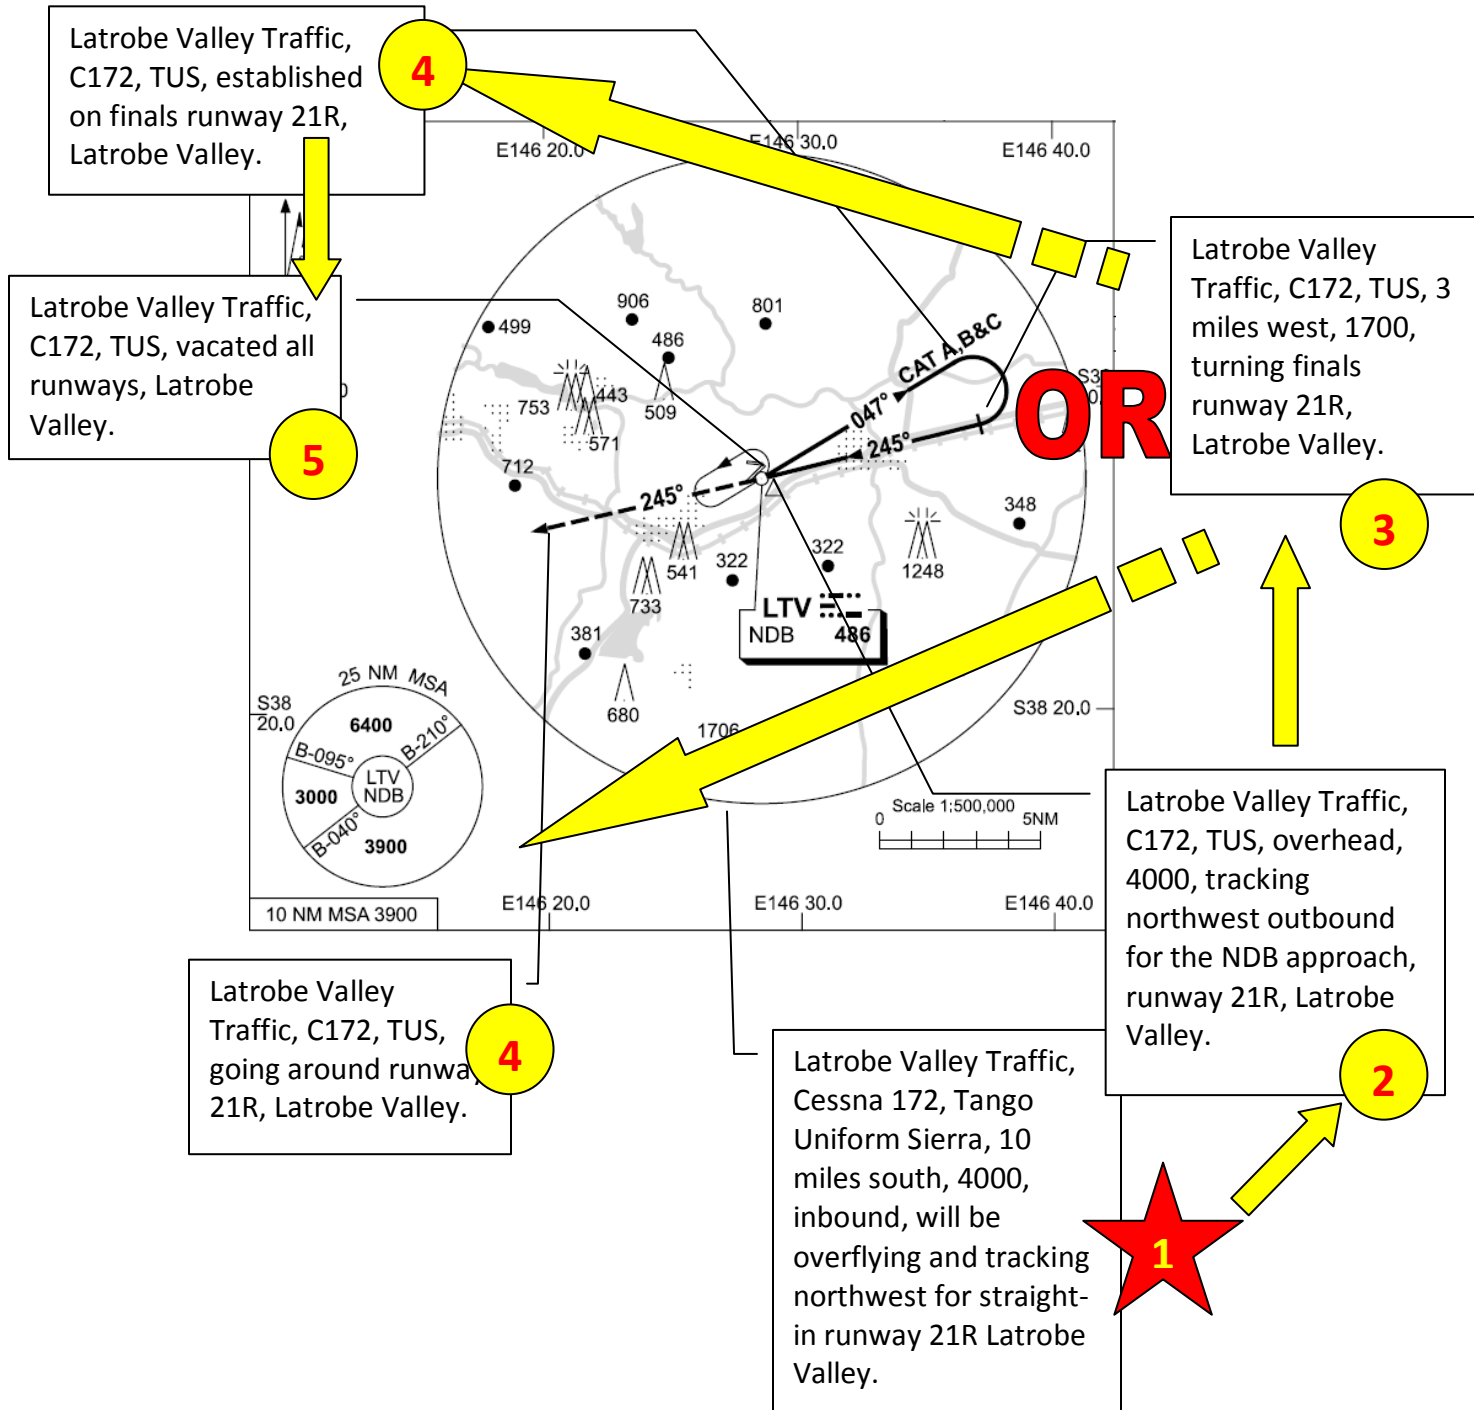 Latrobe Valley Traffic,
C172, TUS, established
on finals runway 21R,
Latrobe Valley.
4
E146 20.0
E146 30.0
E146 40.0
Latrobe Valley
Traffic, C172, TUS, 3
miles west, 1700,
turning finals
runway 21R,
Latrobe Valley.
3
Latrobe Valley Traffic,
C172, TUS, vacated all
runways, Latrobe
Valley.
5
OR
499
906
801
486
CAT A,B&C
753
443
509
571
047°
245°
712
245°
348
541
322
322
1248
733
LTV
NDB 486
381
680
1706
S38
20.0
S38 20.0
25 NM MSA
6400
B-095°
B-210°
LTV
NDB
3000
B-040°
3900
10 NM MSA 3900
Scale 1:500,000
0 5NM
E146 20.0
E146 30.0
E146 40.0
Latrobe Valley Traffic,
C172, TUS, overhead,
4000, tracking
northwest outbound
for the NDB approach,
runway 21R, Latrobe
Valley.
2
Latrobe Valley
Traffic, C172, TUS,
going around runway
21R, Latrobe Valley.
4
Latrobe Valley Traffic,
Cessna 172, Tango
Uniform Sierra, 10
miles south, 4000,
inbound, will be
overflying and tracking
northwest for straight-
in runway 21R Latrobe
Valley.
1